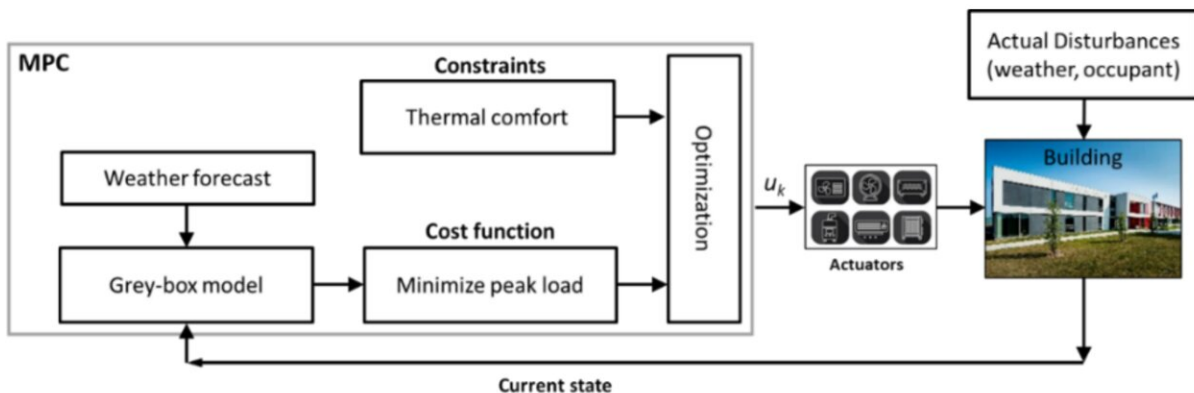 MPC
Constraints
Thermal comfort
Weather forecast
Grey-box model
Cost function
Minimize peak load
Optimization
u_k
Actuators
Actual Disturbances
(weather, occupant)
Building
Current state